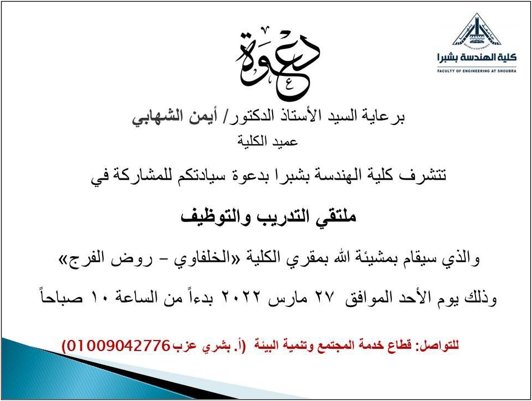 كلية الهندسة بشبرا
FACULTY OF ENGINEERING AT SHOUBRA
دعوة
برعاية السيد الأستاذ الدكتور/ أيمن الشهابي
عميد الكلية
تتشرف كلية الهندسة بشبرا بدعوة سيادتكم للمشاركة في
ملتقي التدريب والتوظيف
والذي سيقام بمشيئة الله بمقري الكلية «الخلفاوي - روض الفرج»
وذلك يوم الأحد الموافق ٢٧ مارس ٢٠٢٢ بدءاً من الساعة ١٠ صباحاً
للتواصل: قطاع خدمة المجتمع وتنمية البيئة (أ. بشري عزب 01009042776)